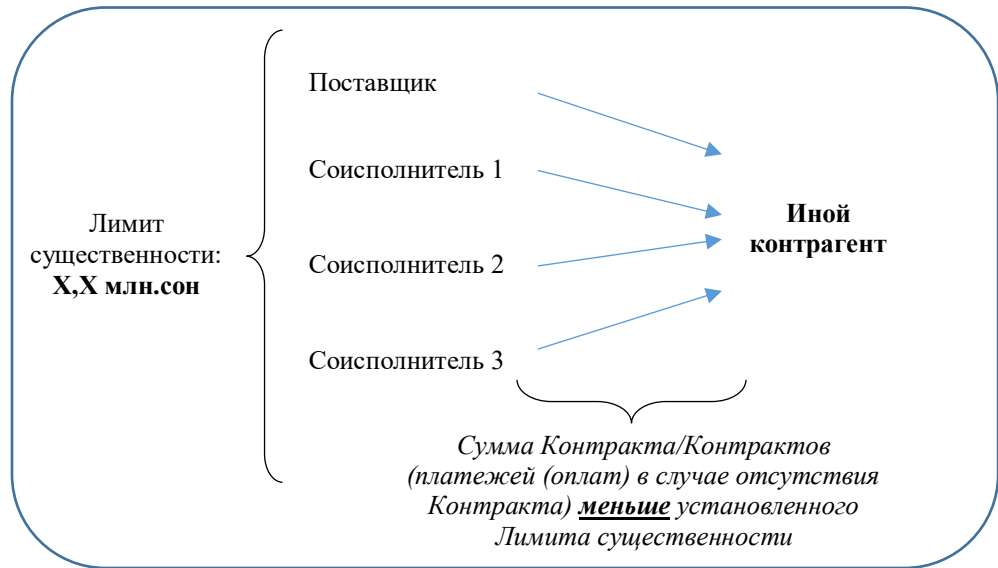 Лимит
существенности:
Х,Х млн.сон
Поставщик
Соисполнитель 1
Соисполнитель 2
Соисполнитель 3
Иной
контрагент
Сумма Контракта/Контрактов
(платежей (оплат) в случае отсутствия
Контракта) меньше установленного
Лимита существенности